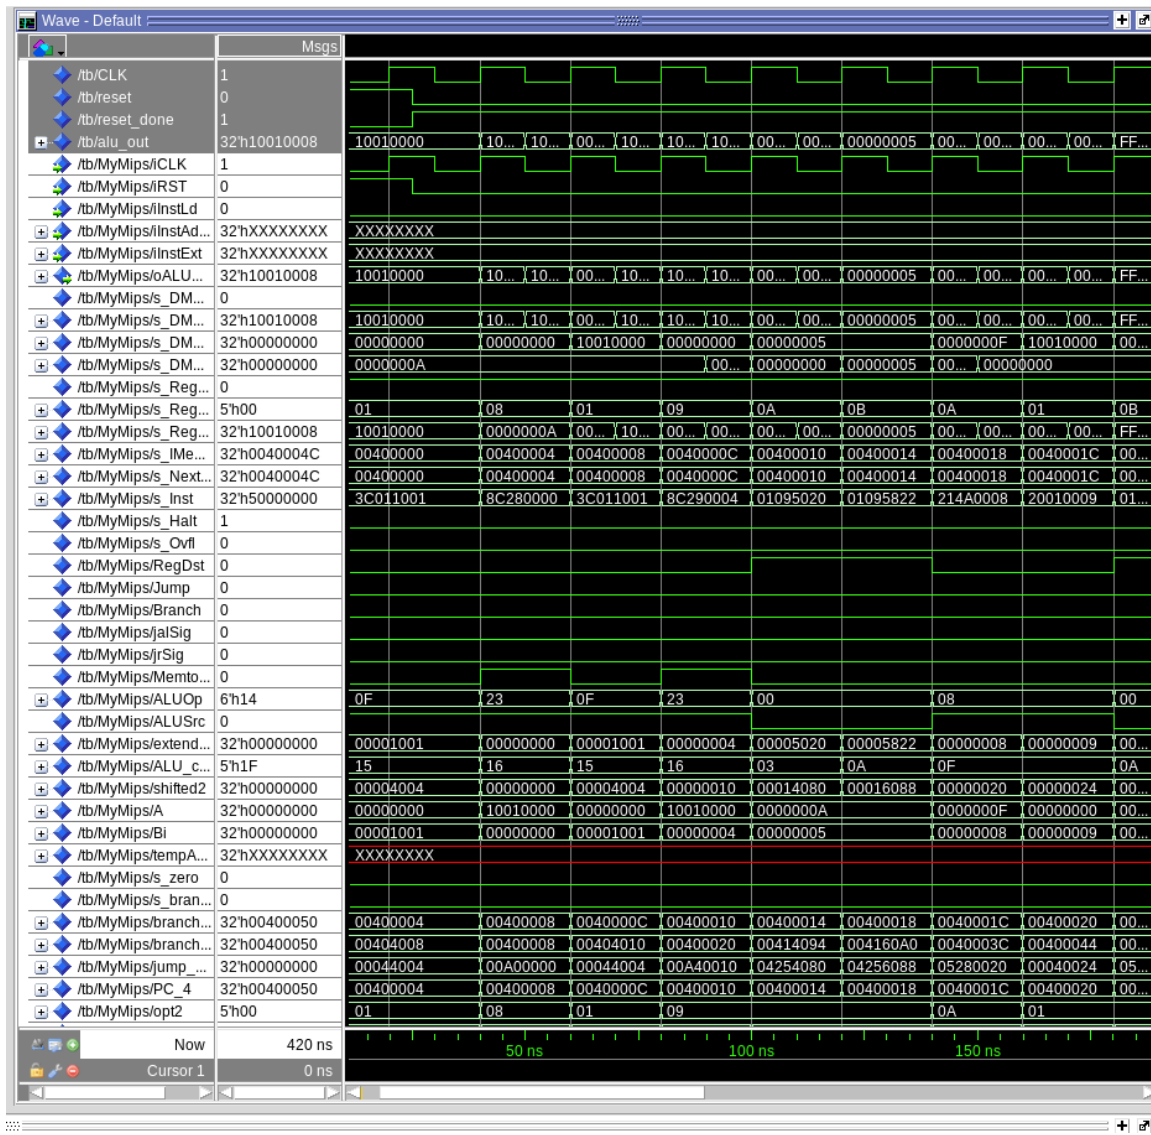 Wave - Default
Msgs
/tb/CLK 1
/tb/reset 0
/tb/reset_done 1
/tb/alu_out 32'h10010008 10010000 10... 10... 00... 10... 10... 10... 00... 00... 00000005 00... 00... 00... 00... FF...
/tb/MyMips/iCLK 1
/tb/MyMips/iRST 0
/tb/MyMips/iInstLd 0
/tb/MyMips/iInstAd... 32'hXXXXXXXX XXXXXXXX
/tb/MyMips/iInstExt 32'hXXXXXXXX XXXXXXXX
/tb/MyMips/oALU... 32'h10010008 10010000 10... 10... 00... 10... 10... 10... 00... 00... 00000005 00... 00... 00... 00... FF...
/tb/MyMips/s_DM... 0
/tb/MyMips/s_DM... 32'h10010008 10010000 10... 10... 00... 10... 10... 10... 00... 00... 00000005 00... 00... 00... 00... FF...
/tb/MyMips/s_DM... 32'h00000000 00000000 00000000 10010000 00000000 00000005 0000000F 10010000 00...
/tb/MyMips/s_DM... 32'h00000000 0000000A 00... 00000000 00000005 00... 00000000
/tb/MyMips/s_Reg... 0
/tb/MyMips/s_Reg... 5'h00 01 08 01 09 0A 0B 0A 01 0B
/tb/MyMips/s_Reg... 32'h10010008 10010000 0000000A 00... 10... 00... 00... 00... 00... 00000005 00... 00... 00... 00... FF...
/tb/MyMips/s_IMe... 32'h0040004C 00400000 00400004 00400008 0040000C 00400010 00400014 00400018 0040001C 00...
/tb/MyMips/s_Next... 32'h0040004C 00400000 00400004 00400008 0040000C 00400010 00400014 00400018 0040001C 00...
/tb/MyMips/s_Inst 32'h50000000 3C011001 8C280000 3C011001 8C290004 01095020 01095822 214A0008 20010009 01...
/tb/MyMips/s_Halt 1
/tb/MyMips/s_Ovfl 0
/tb/MyMips/RegDst 0
/tb/MyMips/Jump 0
/tb/MyMips/Branch 0
/tb/MyMips/jalSig 0
/tb/MyMips/jrSig 0
/tb/MyMips/Memto... 0
/tb/MyMips/ALUOp 6'h14 0F 23 0F 23 00 08 00
/tb/MyMips/ALUSrc 0
/tb/MyMips/extend... 32'h00000000 00001001 00000000 00001001 00000004 00005020 00005822 00000008 00000009 00...
/tb/MyMips/ALU_c... 5'h1F 15 16 15 16 03 0A 0F 0A
/tb/MyMips/shifted2 32'h00000000 00004004 00000000 00004004 00000010 00014080 00016088 00000020 00000024 00...
/tb/MyMips/A 32'h00000000 00000000 10010000 00000000 10010000 0000000A 0000000F 00000000 00...
/tb/MyMips/Bi 32'h00000000 00001001 00000000 00001001 00000004 00000005 00000008 00000009 00...
/tb/MyMips/tempA... 32'hXXXXXXXX XXXXXXXX
/tb/MyMips/s_zero 0
/tb/MyMips/s_bran... 0
/tb/MyMips/branch... 32'h00400050 00400004 00400008 0040000C 00400010 00400014 00400018 0040001C 00400020 00...
/tb/MyMips/branch... 32'h00400050 00404008 00400008 00404010 00400020 00414094 004160A0 0040003C 00400044 00...
/tb/MyMips/jump_... 32'h00000000 00044004 00A00000 00044004 00A40010 04254080 04256088 05280020 00040024 05...
/tb/MyMips/PC_4 32'h00400050 00400004 00400008 0040000C 00400010 00400014 00400018 0040001C 00400020 00...
/tb/MyMips/opt2 5'h00 01 08 01 09 0A 01
Now 420 ns 50 ns 100 ns 150 ns
Cursor 1 0 ns